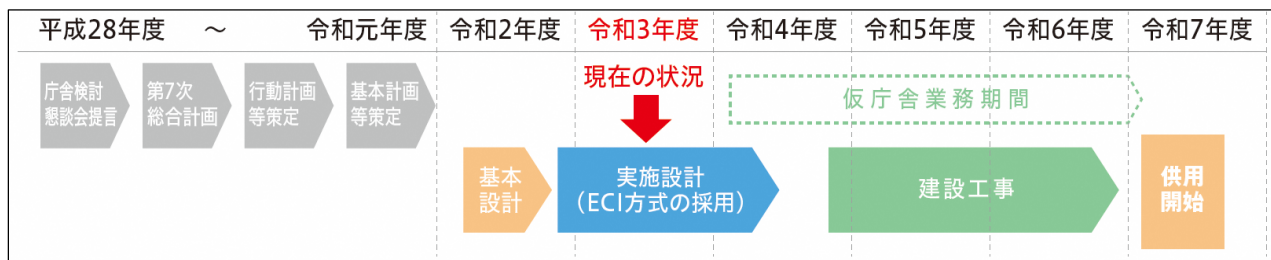 平成28年度 ～ 令和元年度 令和2年度 令和3年度 令和4年度 令和5年度 令和6年度 令和7年度
庁舎検討
懇談会提言
第7次
総合計画
行動計画
等策定
基本計画
等策定
現在の状況
仮庁舎業務期間
基本
設計
実施設計
（ECI方式の採用）
建設工事
供用
開始